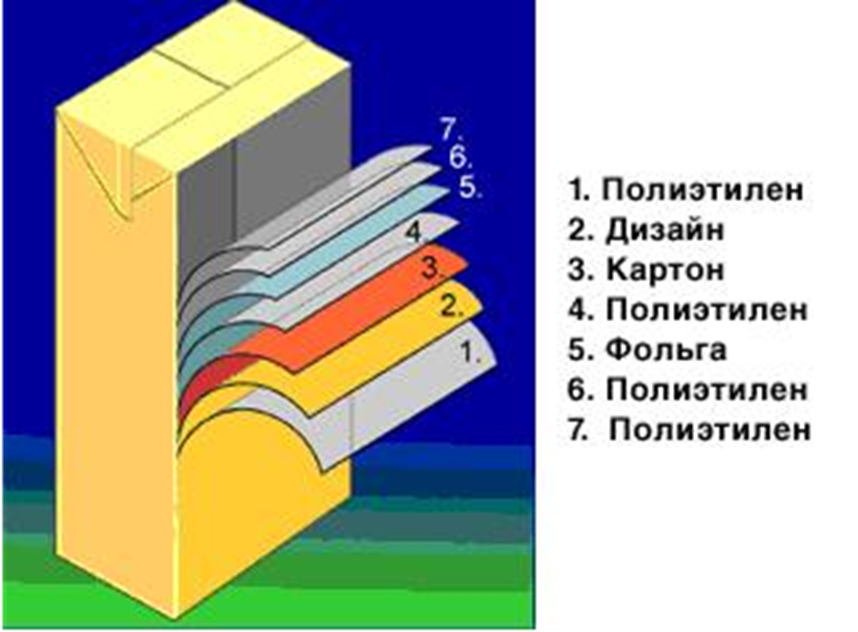 7.
6.
5.
4.
3.
2.
1.
1. Полиэтилен
2. Дизайн
3. Картон
4. Полиэтилен
5. Фольга
6. Полиэтилен
7. Полиэтилен